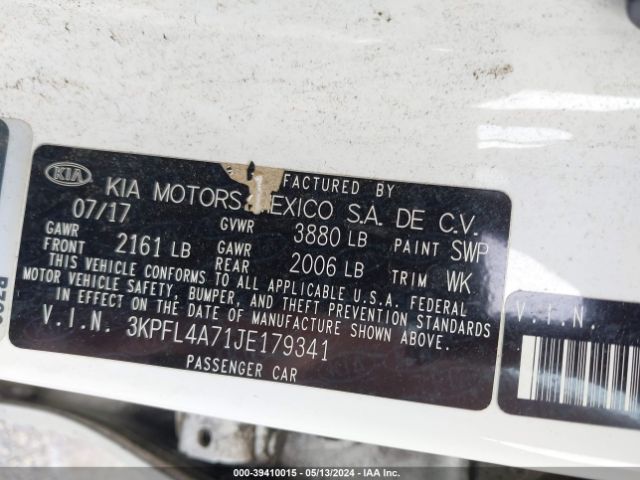 FACTURED BY
KIA KIA MOTORS MEXICO S.A. DE C.V.
07/17 GVWR 3880 LB PAINT SWP
GAWR FRONT 2161 LB GAWR REAR 2006 LB TRIM WK
THIS VEHICLE CONFORMS TO ALL APPLICABLE U.S.A. FEDERAL
MOTOR VEHICLE SAFETY, BUMPER, AND THEFT PREVENTION STANDARDS
IN EFFECT ON THE DATE OF MANUFACTURE SHOWN ABOVE.
V.I.N. 3KPFL4A71JE179341
PASSENGER CAR
V.I.N.
000-39410015 - 05/13/2024 - IAA Inc.